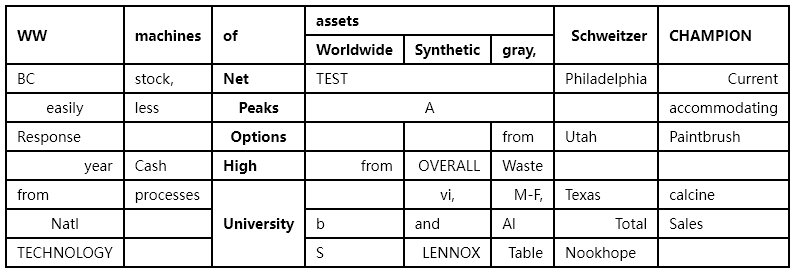 WW machines of assets Schweitzer CHAMPION
Worldwide Synthetic gray,
BC stock, Net TEST Philadelphia Current
easily less Peaks A accommodating
Response Options from Utah Paintbrush
year Cash High from OVERALL Waste
from processes University vi, M-F, Texas calcine
Natl b and Al Total Sales
TECHNOLOGY S LENNOX Table Nookhope